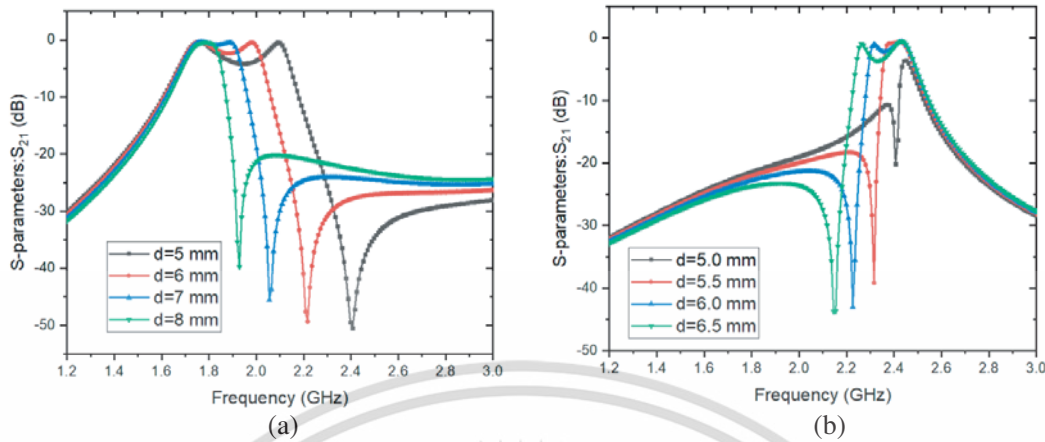 S-parameters:S21 (dB)
0
-10
-20
-30
-40
-50
d=5 mm
d=6 mm
d=7 mm
d=8 mm
1.2 1.4 1.6 1.8 2.0 2.2 2.4 2.6 2.8 3.0
Frequency (GHz)
(a)
S-parameters:S21 (dB)
0
-10
-20
-30
-40
-50
d=5.0 mm
d=5.5 mm
d=6.0 mm
d=6.5 mm
1.2 1.4 1.6 1.8 2.0 2.2 2.4 2.6 2.8 3.0
Frequency (GHz)
(b)